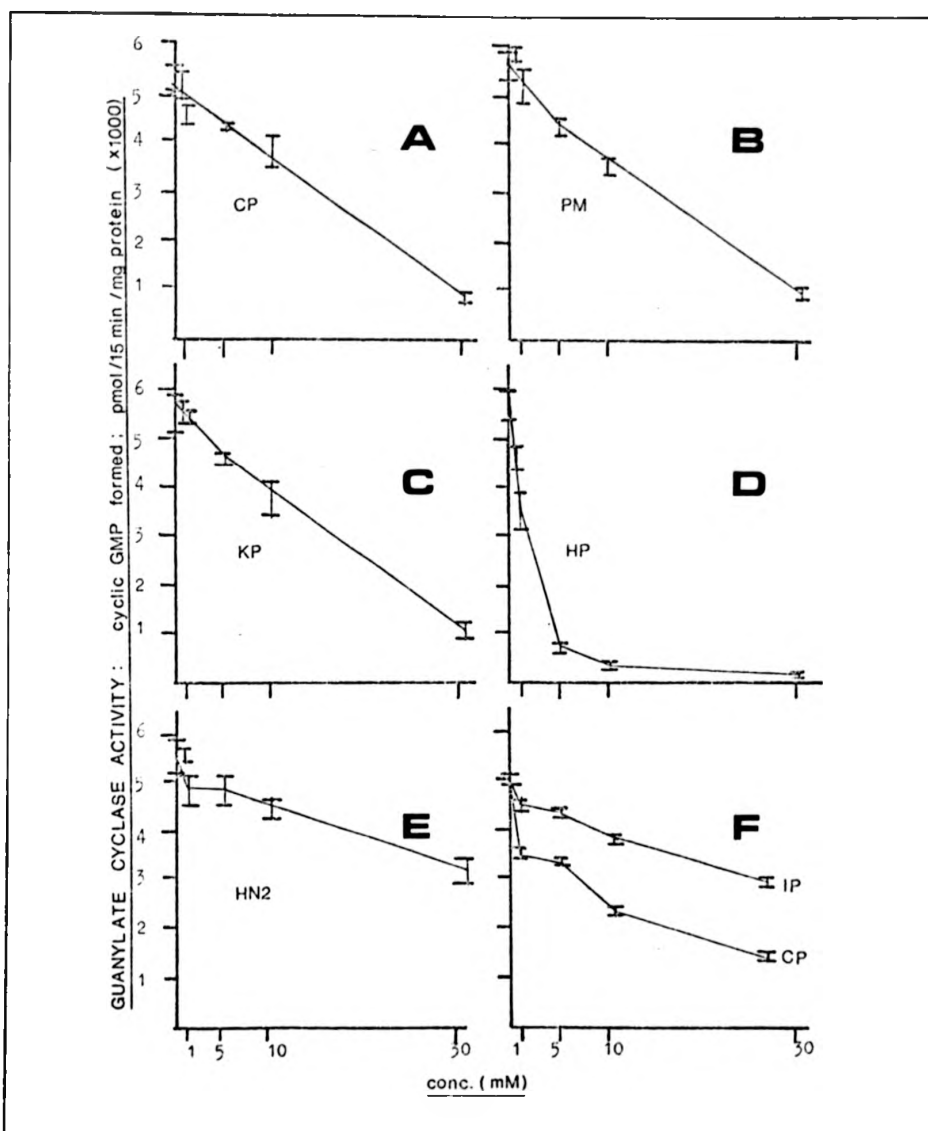 GUANYLATE CYCLASE ACTIVITY : cyclic GMP formed : pmol/15 min/mg protein (x1000)
6
5
4
3
2
1
A
CP
B
PM
6
5
4
3
2
1
C
KP
D
HP
6
5
4
3
2
1
E
HN2
F
IP
CP
1 5 10 30
1 5 10 30
conc. (mM)